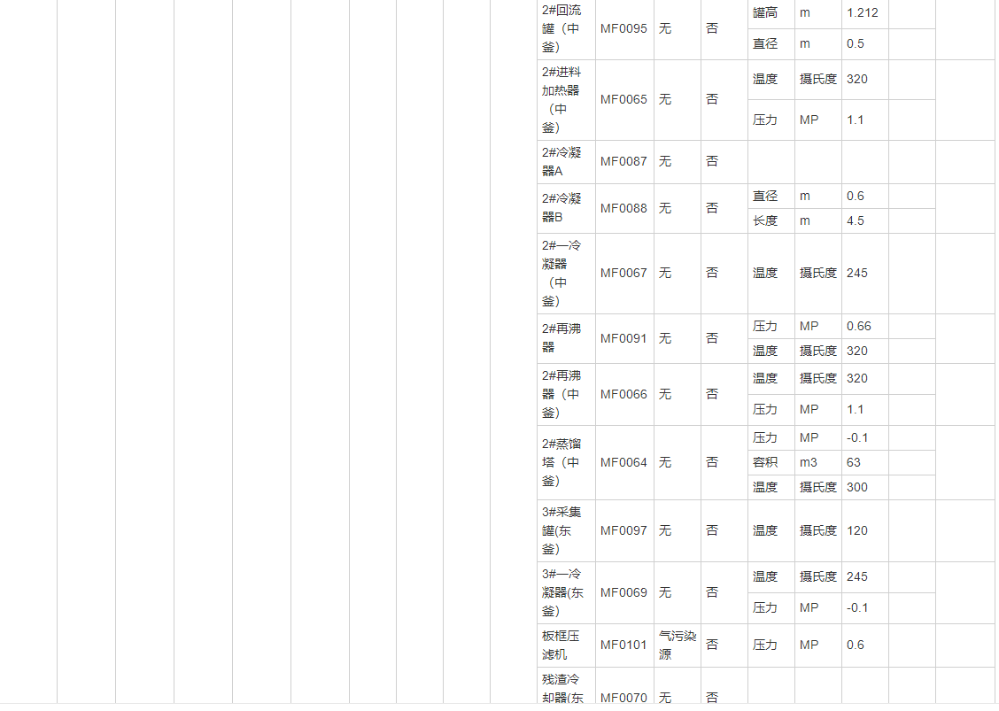 2#回流
罐（中
釜）
MF0095
无
否
罐高
m
1.212
直径
m
0.5
2#进料
加热器
（中
釜）
MF0065
无
否
温度
摄氏度
320
压力
MP
1.1
2#冷凝
器A
MF0087
无
否
2#冷凝
器B
MF0088
无
否
直径
m
0.6
长度
m
4.5
2#一冷
凝器
（中
釜）
MF0067
无
否
温度
摄氏度
245
2#再沸
器
MF0091
无
否
压力
MP
0.66
温度
摄氏度
320
2#再沸
器（中
釜）
MF0066
无
否
温度
摄氏度
320
压力
MP
1.1
2#蒸馏
塔（中
釜）
MF0064
无
否
压力
MP
-0.1
容积
m3
63
温度
摄氏度
300
3#采集
罐(东
釜）
MF0097
无
否
温度
摄氏度
120
3#一冷
凝器(东
釜）
MF0069
无
否
温度
摄氏度
245
压力
MP
-0.1
板框压
滤机
MF0101
气污染
源
否
压力
MP
0.6
残渣冷
却器(东
MF0070
无
否